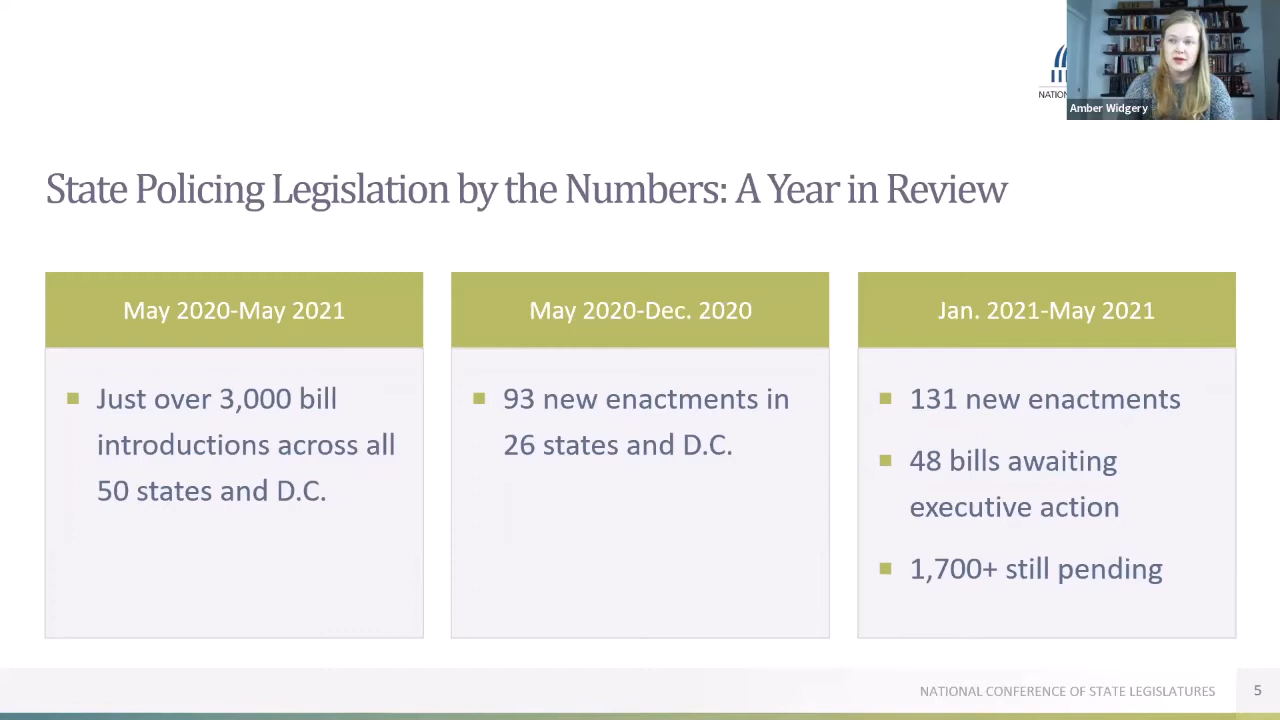 NATION
Amber Widgery
State Policing Legislation by the Numbers: A Year in Review
May 2020-May 2021
Just over 3,000 bill
introductions across all
50 states and D.C.
May 2020-Dec. 2020
93 new enactments in
26 states and D.C.
Jan. 2021-May 2021
131 new enactments
48 bills awaiting
executive action
1,700+ still pending
NATIONAL CONFERENCE OF STATE LEGISLATURES
5